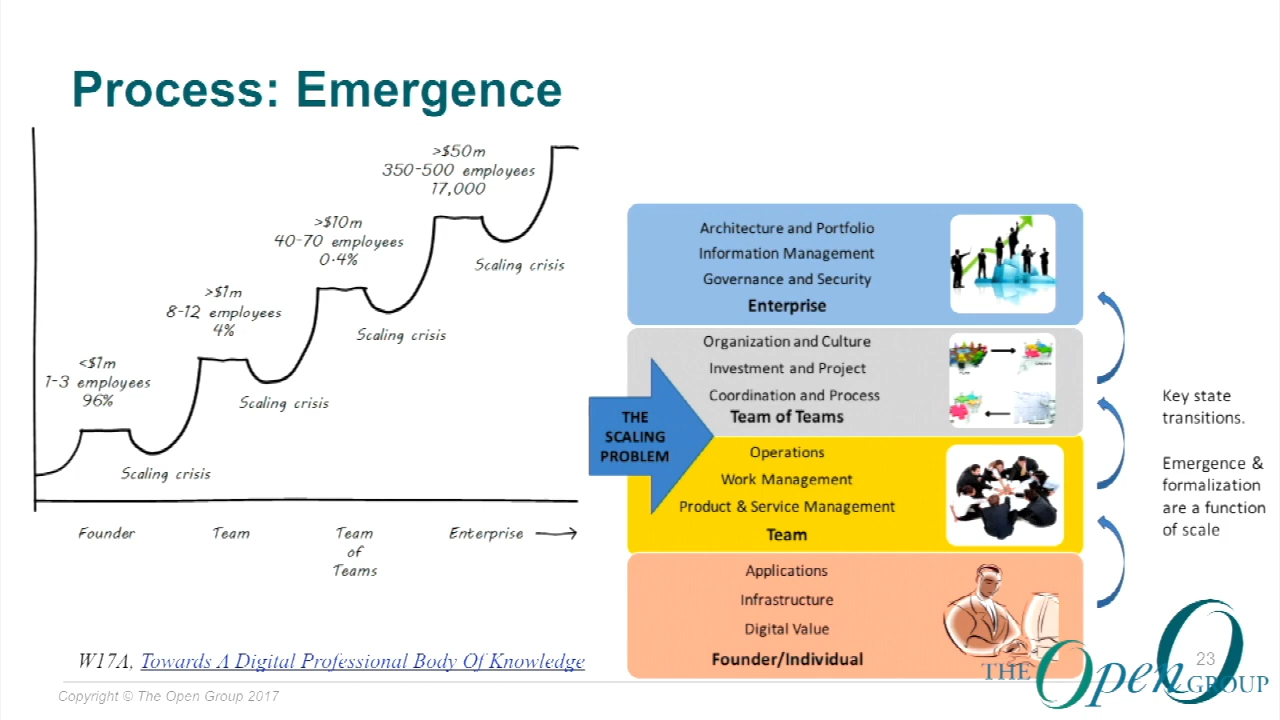 Process: Emergence
>$50m
350-500 employees
17,000
>$10m
40-70 employees
0.4%
Scaling crisis
>$1m
8-12 employees
4%
Scaling crisis
<$1m
1-3 employees
96%
Scaling crisis
Scaling crisis
Founder
Team
Team
of
Teams
Enterprise
Architecture and Portfolio
Information Management
Governance and Security
Enterprise
Organization and Culture
Investment and Project
Coordination and Process
Team of Teams
THE
SCALING
PROBLEM
Operations
Work Management
Product & Service Management
Team
Applications
Infrastructure
Digital Value
Founder/Individual
Key state
transitions.
Emergence &
formalization
are a function
of scale
W17A, Towards A Digital Professional Body Of Knowledge
Copyright © The Open Group 2017
23
THE Open GROUP